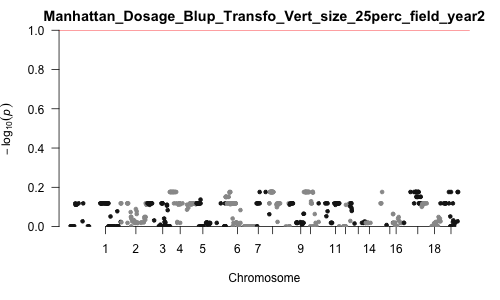 Manhattan_Dosage_Blup_Transfo_Vert_size_25perc_field_year2
1.0
0.8
0.6
0.4
0.2
0.0
− log10(p)
1 2 3 4 5 6 7 9 11 14 16 18
Chromosome